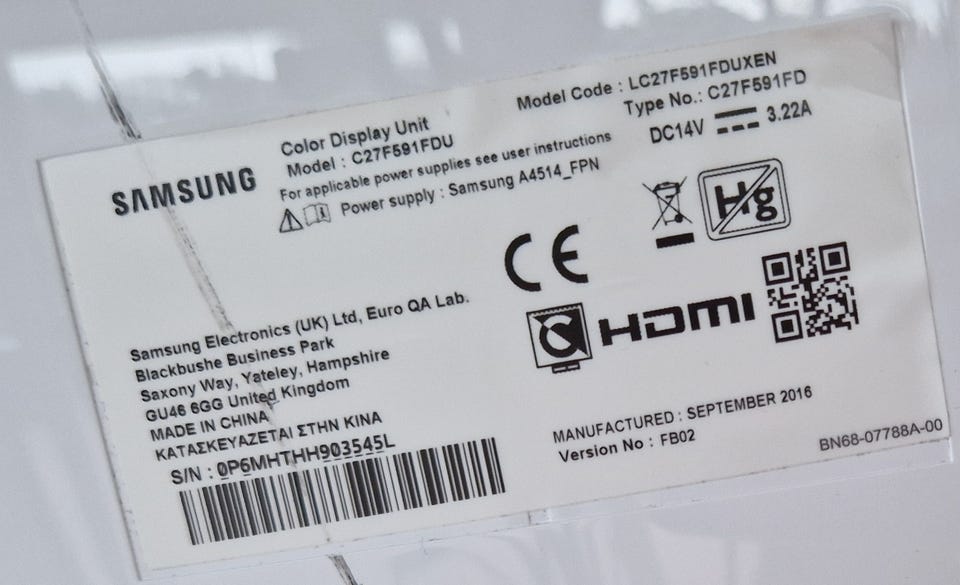 SAMSUNG
Color Display Unit
Model : C27F591FDU
For applicable power supplies see user instructions
Power supply : Samsung A4514_FPN
Model Code : LC27F591FDUXEN
Type No.: C27F591FD
DC14V 3.22A
Hg
CE
HDMI
Samsung Electronics (UK) Ltd, Euro QA Lab.
Blackbushe Business Park
Saxony Way, Yateley, Hampshire
GU46 6GG United Kingdom
MADE IN CHINA
ΚΑΤΑΣΚΕΥΑΖΕΤΑΙ ΣΤΗΝ ΚΙΝΑ
S/N : 0P6MHTHH903545L
MANUFACTURED : SEPTEMBER 2016
Version No : FB02
BN68-07788A-00